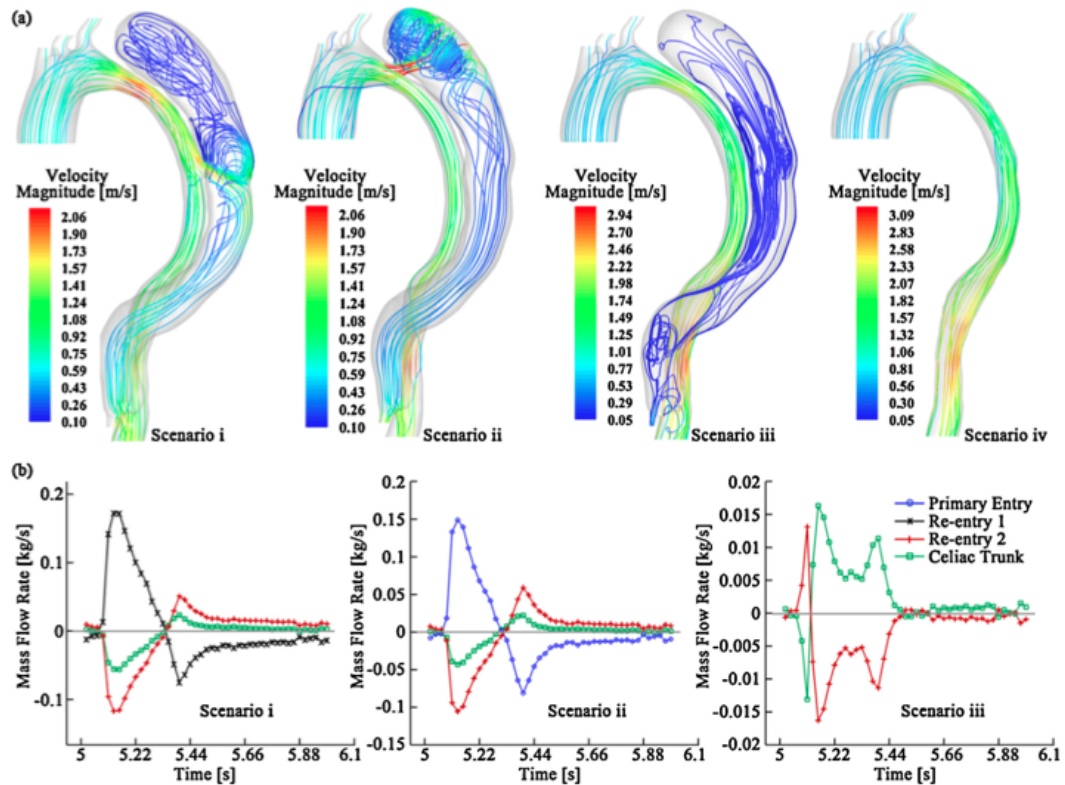 (a)
Velocity
Magnitude [m/s]
2.06
1.90
1.73
1.57
1.41
1.24
1.08
0.92
0.75
0.59
0.43
0.26
0.10
Scenario i
Velocity
Magnitude [m/s]
2.06
1.90
1.73
1.57
1.41
1.24
1.08
0.92
0.75
0.59
0.43
0.26
0.10
Scenario ii
Velocity
Magnitude [m/s]
2.94
2.70
2.46
2.22
1.98
1.74
1.49
1.25
1.01
0.77
0.53
0.29
0.05
Scenario iii
Velocity
Magnitude [m/s]
3.09
2.83
2.58
2.33
2.07
1.82
1.57
1.32
1.06
0.81
0.56
0.30
0.05
Scenario iv
(b)
Mass Flow Rate [kg/s]
0.2
0.1
0
-0.1
Scenario i
5 5.22 5.44 5.66 6.1
Time [s]
Mass Flow Rate [kg/s]
0.2
0.15
0.1
0.05
0
-0.05
-0.1
-0.15
Scenario ii
5 5.22 5.44 5.66 6.1
Time [s]
Mass Flow Rate [kg/s]
0.02
0.015
0.01
0.005
0
-0.005
-0.01
-0.015
-0.02
Primary Entry
Re-entry 1
Re-entry 2
Celiac Trunk
Scenario iii
5 5.22 5.44 5.66 6.1
Time [s]